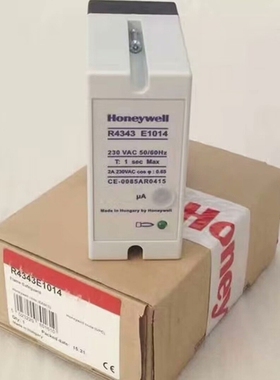 Honeywell
R4343 E1014
230 VAC 50/60Hz
T: 1 sec Max
2A 230VAC cos φ : 0.60
CE-0085AR0415
µA
Made in Hungary by Honeywell
R4343E1014
Honey